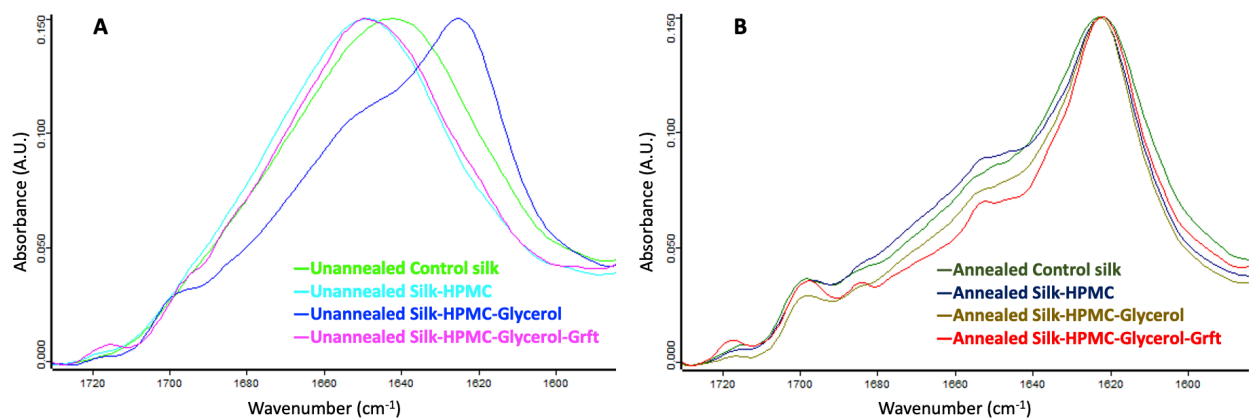 A
0.150
0.100
0.050
0.000
Absorbance (A.U.)
Unannealed Control silk
Unannealed Silk-HPMC
Unannealed Silk-HPMC-Glycerol
Unannealed Silk-HPMC-Glycerol-Grft
1720 1700 1680 1660 1640 1620 1600
Wavenumber (cm-1)
B
0.150
0.100
0.050
0.000
Absorbance (A.U.)
Annealed Control silk
Annealed Silk-HPMC
Annealed Silk-HPMC-Glycerol
Annealed Silk-HPMC-Glycerol-Grft
1720 1700 1680 1660 1640 1620 1600
Wavenumber (cm-1)